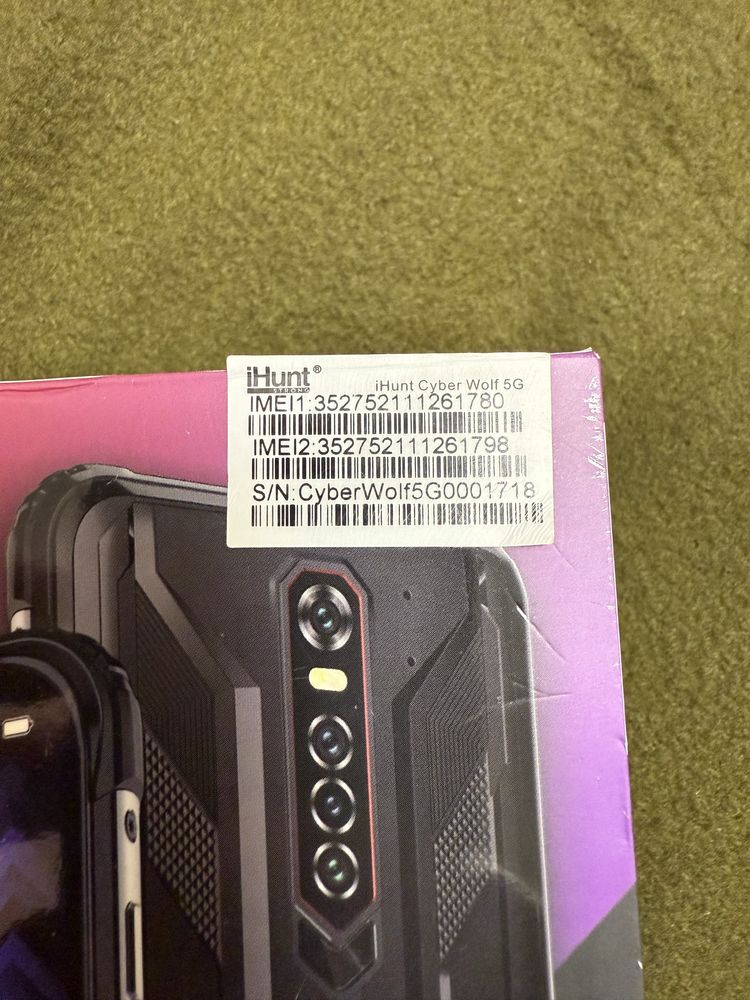 iHunt®
STRONG
iHunt Cyber Wolf 5G
IMEI1:352752111261780
IMEI2:352752111261798
S/N:CyberWolf5G0001718